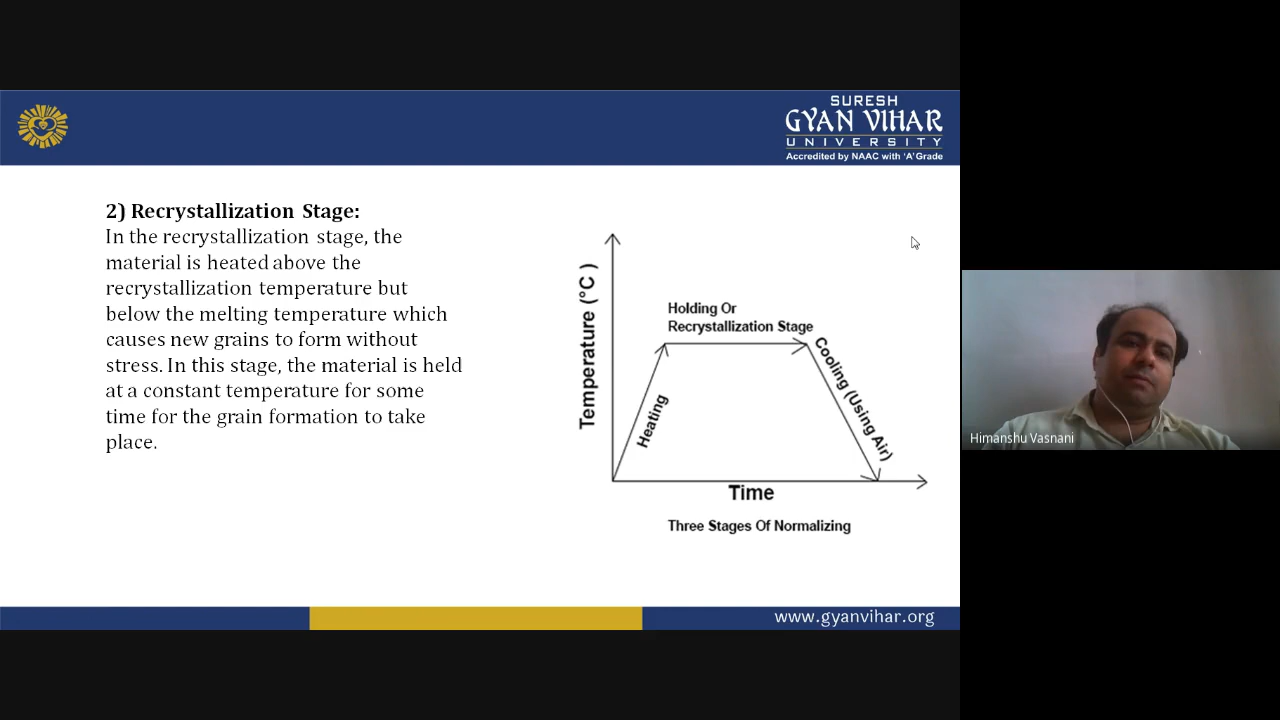 SURESH
GYAN VIHAR
UNIVERSITY
Accredited by NAAC with 'A' Grade
2) Recrystallization Stage:
In the recrystallization stage, the
material is heated above the
recrystallization temperature but
below the melting temperature which
causes new grains to form without
stress. In this stage, the material is held
at a constant temperature for some
time for the grain formation to take
place.
Temperature (°C )
Holding Or
Recrystallization Stage
Heating
Cooling (Using Air)
Time
Three Stages Of Normalizing
Himanshu Vasnani
www.gyanvihar.org